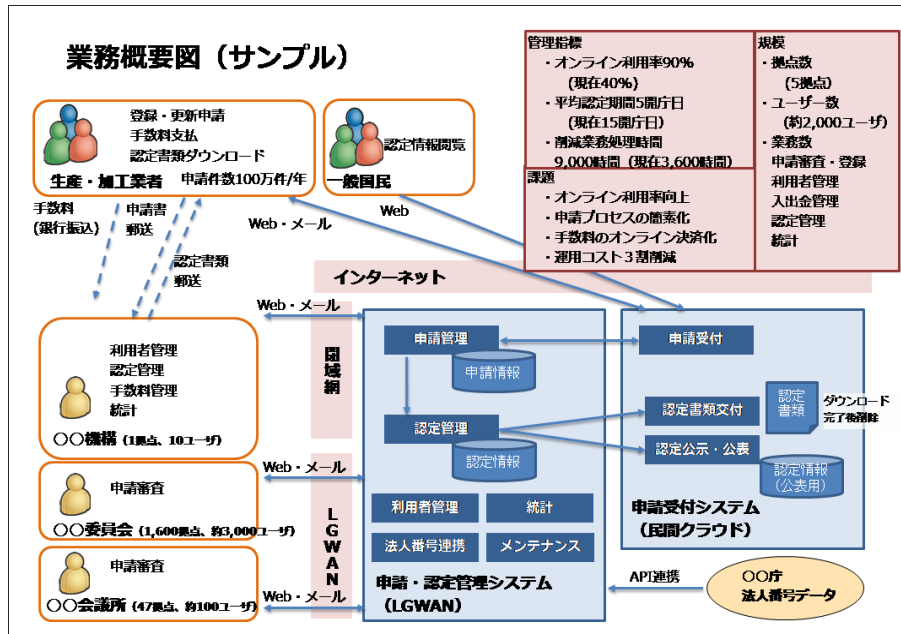 業務概要図（サンプル）
管理指標
・オンライン利用率90%
(現在40%)
・平均認定期間5開庁日
(現在15開庁日)
・削減業務処理時間
9,000時間（現在3,600時間）
課題
・オンライン利用率向上
・申請プロセスの簡素化
・手数料のオンライン決済化
・運用コスト３割削減
規模
・拠点数
(5拠点)
・ユーザー数
(約2,000ユーザ)
・業務数
申請審査・登録
利用者管理
入出金管理
認定管理
統計
登録・更新申請
手数料支払
認定書類ダウンロード
生産・加工業者
申請件数100万件/年
認定情報閲覧
一般国民
手数料
(銀行振込)
申請書
郵送
認定書類
郵送
Web・メール
Web
インターネット
Web・メール
閉域網
利用者管理
認定管理
手数料管理
統計
〇〇機構（1拠点、10ユーザ）
Web・メール
LGWAN
申請審査
〇〇委員会（1,600拠点、約3,000ユーザ）
申請審査
〇〇会議所（47拠点、約100ユーザ）
Web・メール
申請管理
申請情報
認定管理
認定情報
利用者管理
統計
法人番号連携
メンテナンス
申請・認定管理システム
（LGWAN）
申請受付
認定書類交付
認定
書類
ダウンロード
完了後削除
認定公示・公表
認定情報
（公表用）
申請受付システム
（民間クラウド）
API連携
〇〇庁
法人番号データ